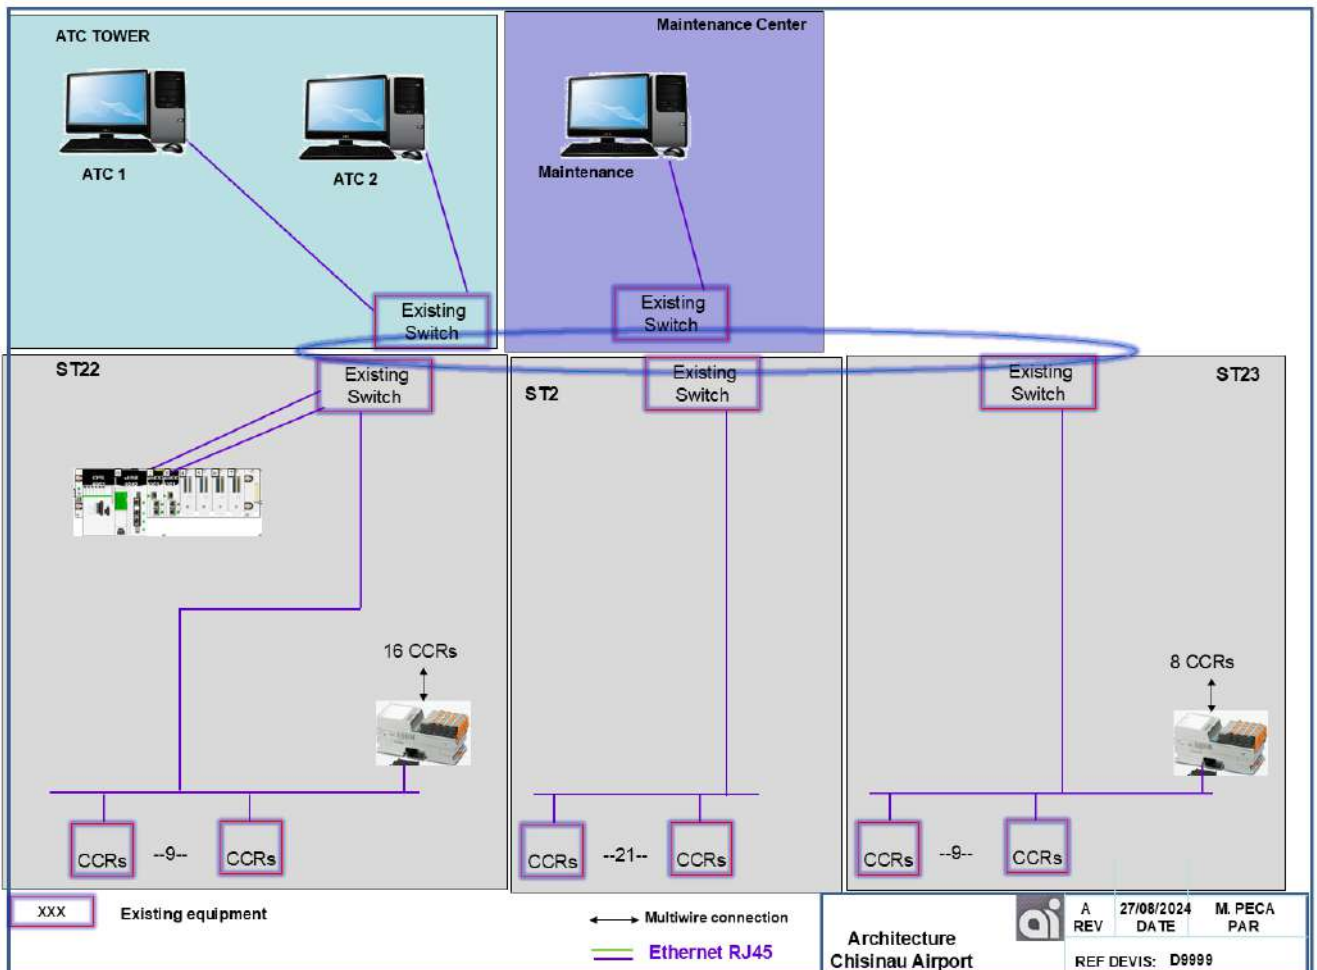 ATC TOWER
Maintenance Center
ATC 1
ATC 2
Maintenance
Existing
Switch
Existing
Switch
ST22
Existing
Switch
ST2
Existing
Switch
Existing
Switch
ST23
16 CCRs
8 CCRs
CCRs
--9--
CCRs
CCRs
--21--
CCRs
CCRs
--9--
CCRs
XXX
Existing equipment
Multiwire connection
Ethernet RJ45
Architecture
Chisinau Airport
ai
A
REV
27/08/2024
DATE
M. PECA
PAR
REF DEVIS: D9999